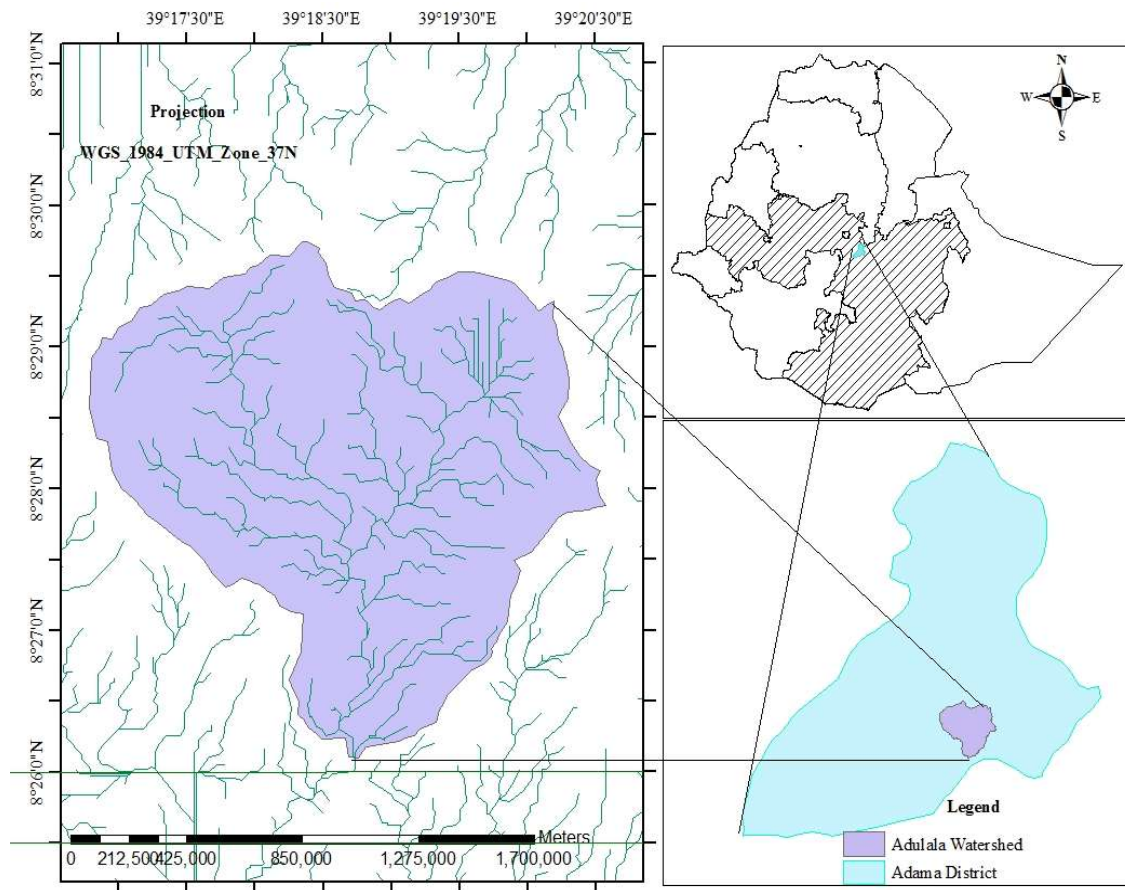 39°17'30"E 39°18'30"E 39°19'30"E 39°20'30"E
8°31'0"N
8°30'0"N
8°29'0"N
8°28'0"N
8°27'0"N
8°26'0"N
Projection
WGS_1984_UTM_Zone_37N
Meters
0 212,500425,000 850,000 1,275,000 1,700,000
N
W E
S
Legend
Adulala Watershed
Adama District